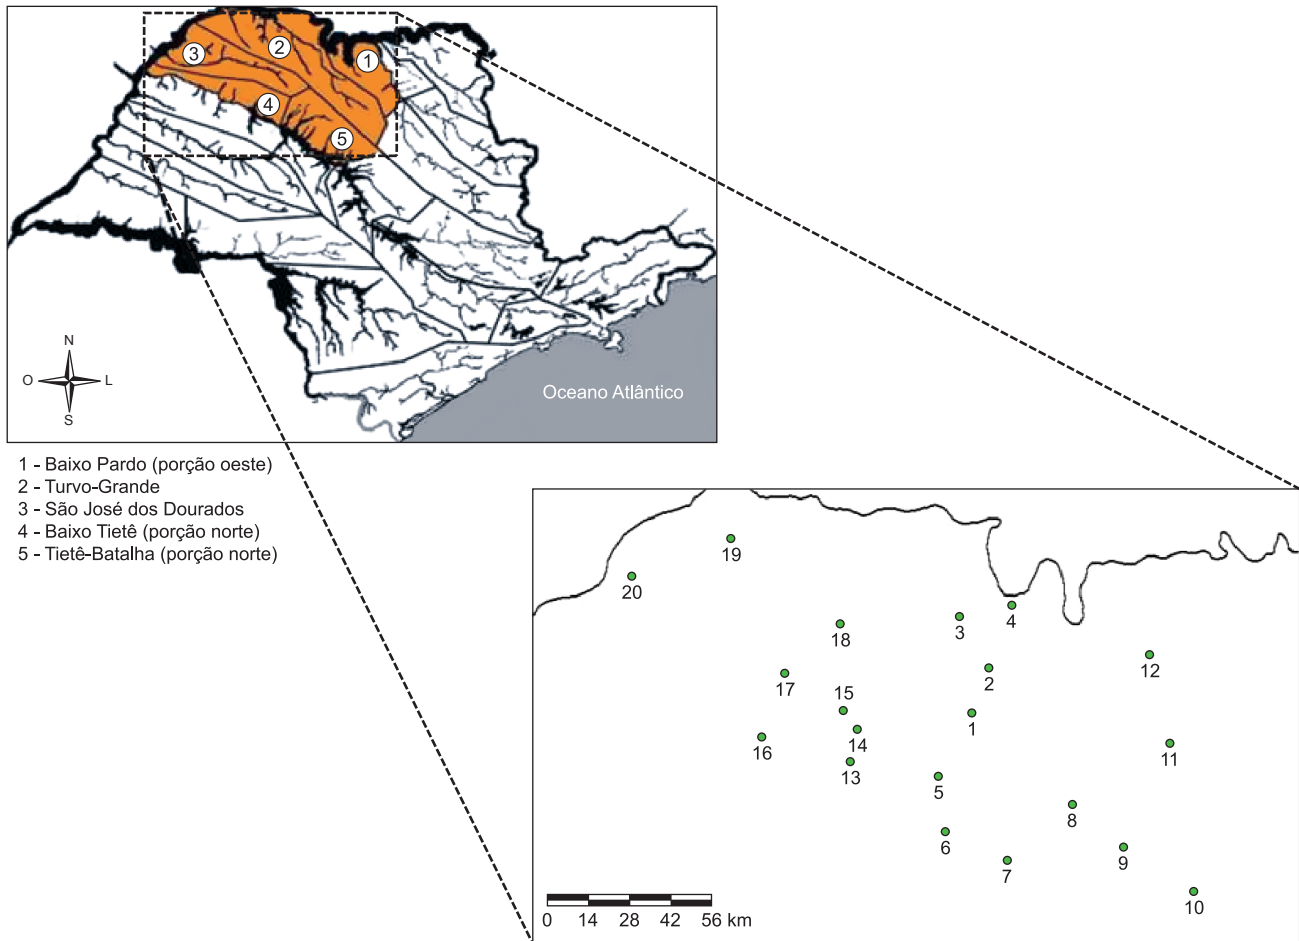 3
2
1
4
5
N
O
L
S
Oceano Atlântico
1 - Baixo Pardo (porção oeste)
2 - Turvo-Grande
3 - São José dos Dourados
4 - Baixo Tietê (porção norte)
5 - Tietê-Batalha (porção norte)
19
20
18
3
4
12
17
2
15
1
14
16
11
13
5
8
6
9
7
10
0 14 28 42 56 km